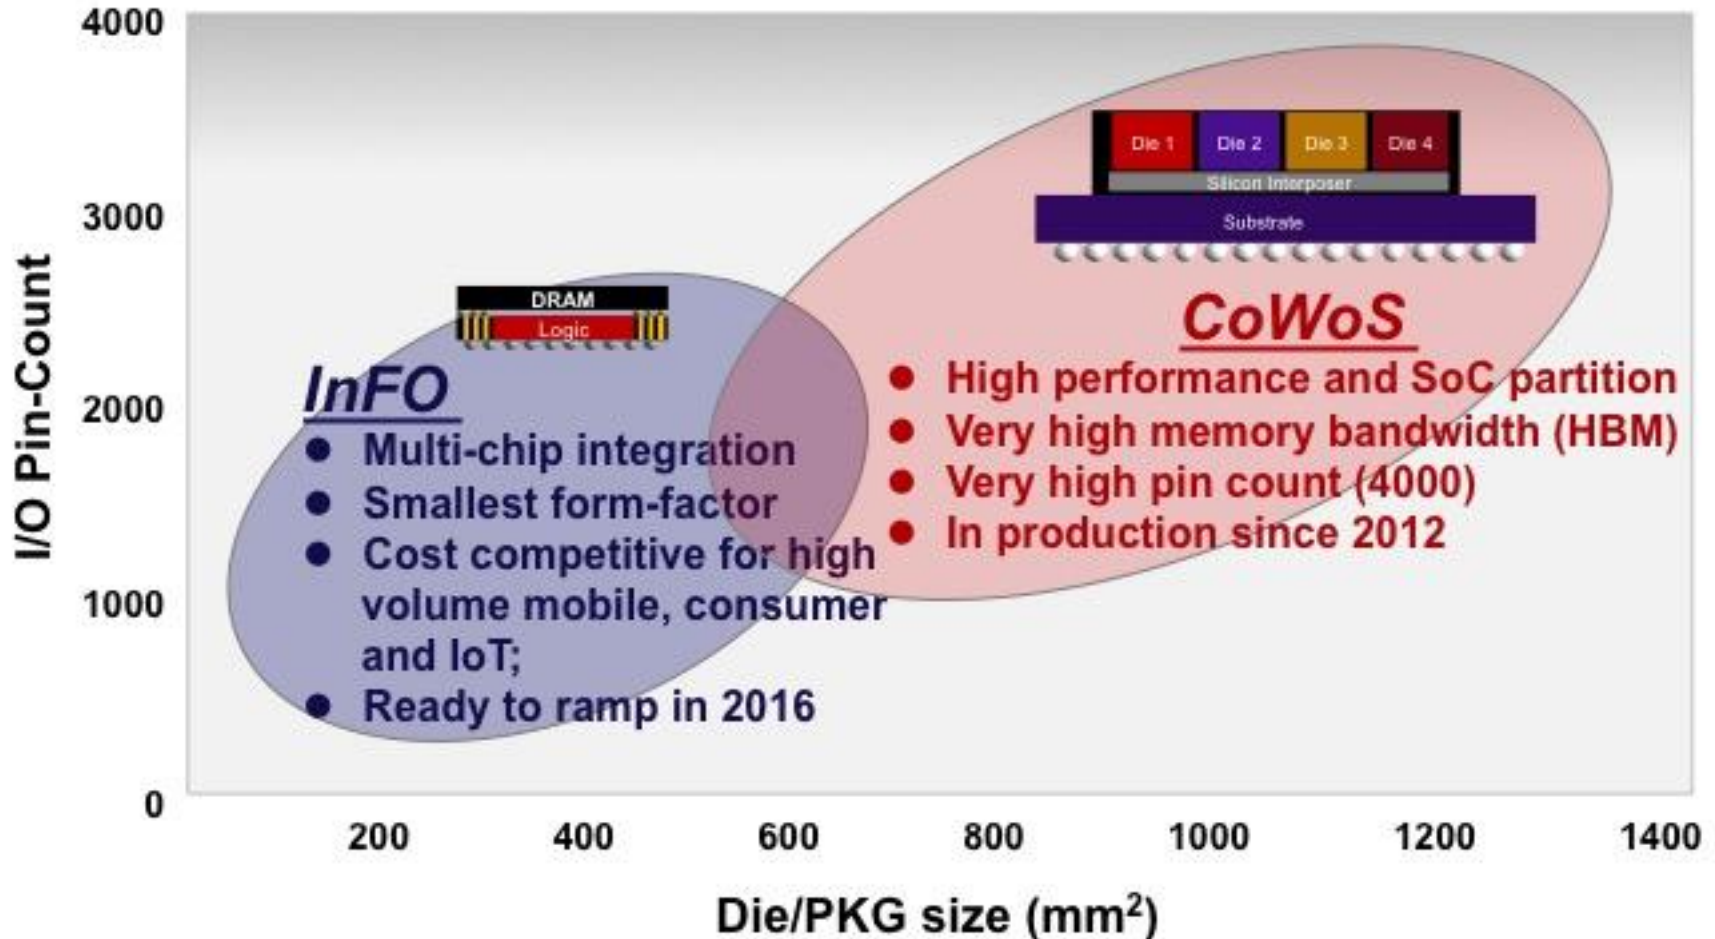 4000
3000
2000
1000
0
I/O Pin-Count
DRAM
Logic
InFO
● Multi-chip integration
● Smallest form-factor
● Cost competitive for high
volume mobile, consumer
and IoT;
● Ready to ramp in 2016
Die 1 Die 2 Die 3 Die 4
Silicon Interposer
Substrate
CoWoS
● High performance and SoC partition
● Very high memory bandwidth (HBM)
● Very high pin count (4000)
● In production since 2012
200 400 600 800 1000 1200 1400
Die/PKG size (mm²)